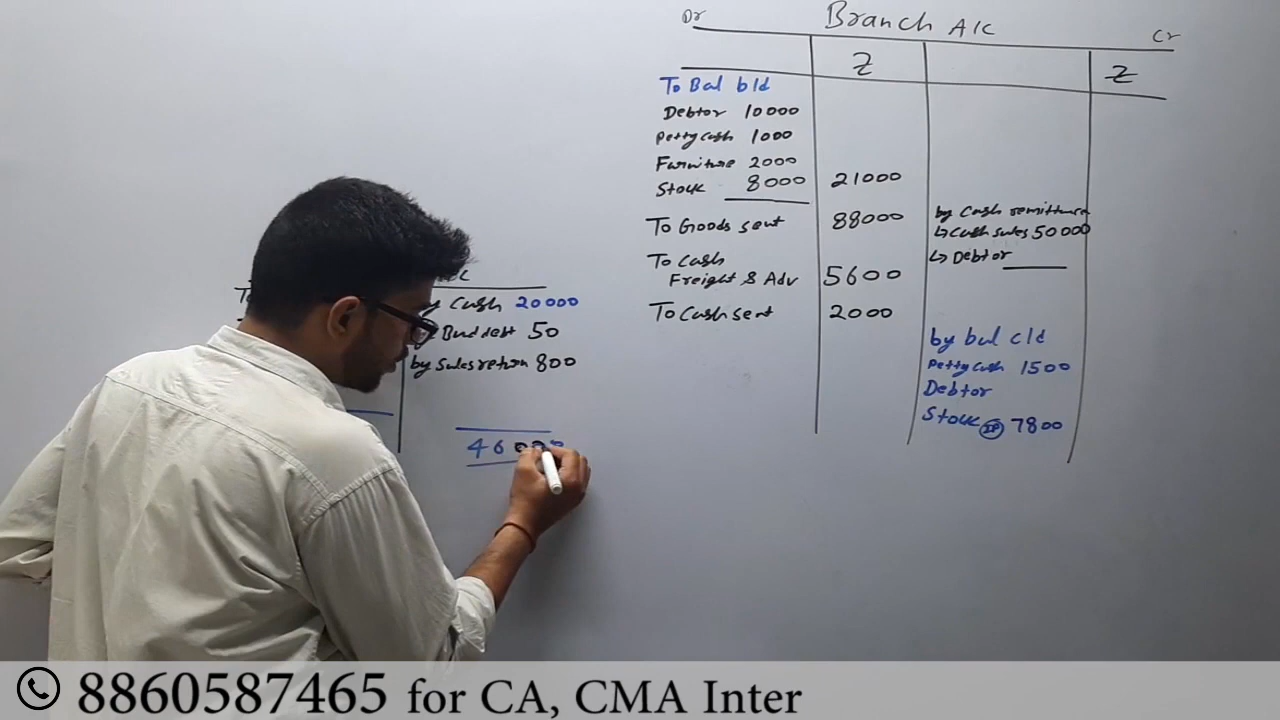 Dr Branch A/C Cr
Z Z
To Bal b/d
Debtor 10000
Petty cash 1000
Furniture 2000
Stock 8000 21000
To Goods sent 88000
To Cash
Freight & Adv 5600
To Cash sent 2000
by Cash remittance
↳ Cash sales 50000
↳ Debtor
by bal c/d
Petty cash 1500
Debtor
Stock 7800
Cash 20000
Bad debt 50
by Sales return 800
46000
8860587465 for CA, CMA Inter